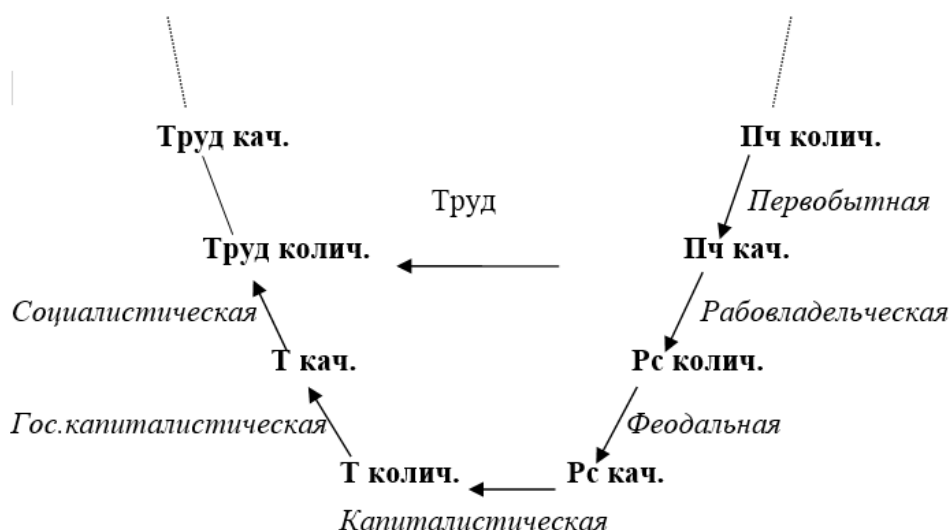 Труд кач.
Пч колич.
Труд
Первобытная
Труд колич.
Пч кач.
Социалистическая
Рабовладельческая
Т кач.
Рс колич.
Гос.капиталистическая
Феодальная
Т колич.
Рс кач.
Капиталистическая